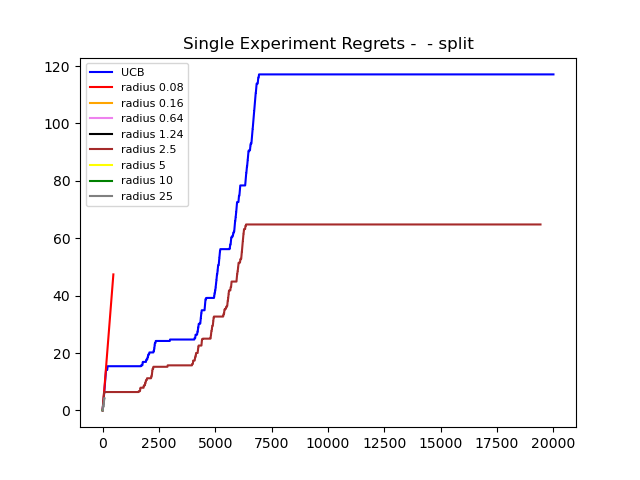 Single Experiment Regrets -  - split
120
100
80
60
40
20
0
UCB
radius 0.08
radius 0.16
radius 0.64
radius 1.24
radius 2.5
radius 5
radius 10
radius 25
0 2500 5000 7500 10000 12500 15000 17500 20000